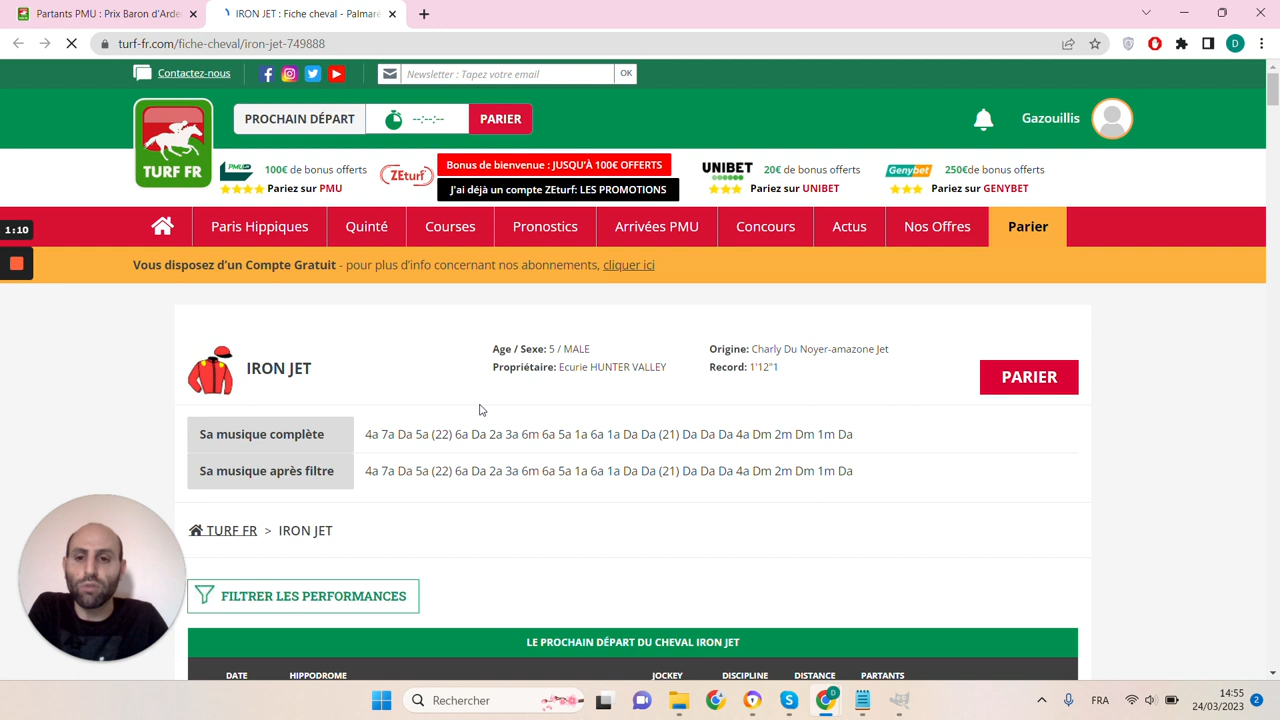 Partants PMU : Prix Baron d'Arde
IRON JET : Fiche cheval - Palmarè
turf-fr.com/fiche-cheval/iron-jet-749888
D
Contactez-nous
Newsletter : Tapez votre email
OK
TURF FR
PROCHAIN DÉPART
--:--:--
PARIER
Gazouillis
PMU
100€ de bonus offerts
Pariez sur PMU
ZEturf
Bonus de bienvenue : JUSQU'À 100€ OFFERTS
J'ai déjà un compte ZEturf: LES PROMOTIONS
UNIBET
20€ de bonus offerts
Pariez sur UNIBET
Genybet
250€de bonus offerts
Pariez sur GENYBET
1:10
Paris Hippiques
Quinté
Courses
Pronostics
Arrivées PMU
Concours
Actus
Nos Offres
Parier
Vous disposez d'un Compte Gratuit - pour plus d'info concernant nos abonnements, cliquer ici
IRON JET
Age / Sexe: 5 / MALE
Propriétaire: Ecurie HUNTER VALLEY
Origine: Charly Du Noyer-amazone Jet
Record: 1'12"1
PARIER
Sa musique complète
4a 7a Da 5a (22) 6a Da 2a 3a 6m 6a 5a 1a 6a 1a Da Da (21) Da Da Da 4a Dm 2m Dm 1m Da
Sa musique après filtre
4a 7a Da 5a (22) 6a Da 2a 3a 6m 6a 5a 1a 6a 1a Da Da (21) Da Da Da 4a Dm 2m Dm 1m Da
TURF FR > IRON JET
FILTRER LES PERFORMANCES
LE PROCHAIN DÉPART DU CHEVAL IRON JET
DATE
HIPPODROME
JOCKEY
DISCIPLINE
DISTANCE
PARTANTS
Rechercher
D
FRA
14:55
24/03/2023
2